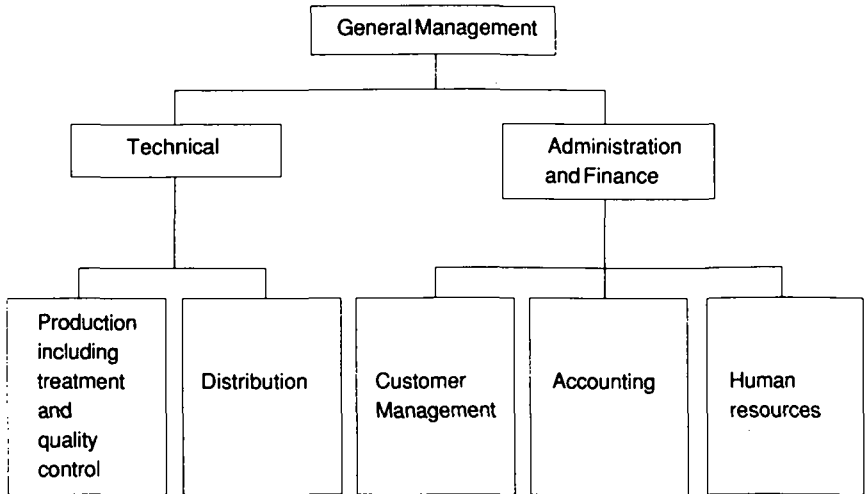 General Management
Technical
Administration
and Finance
Production
including
treatment
and
quality
control
Distribution
Customer
Management
Accounting
Human
resources